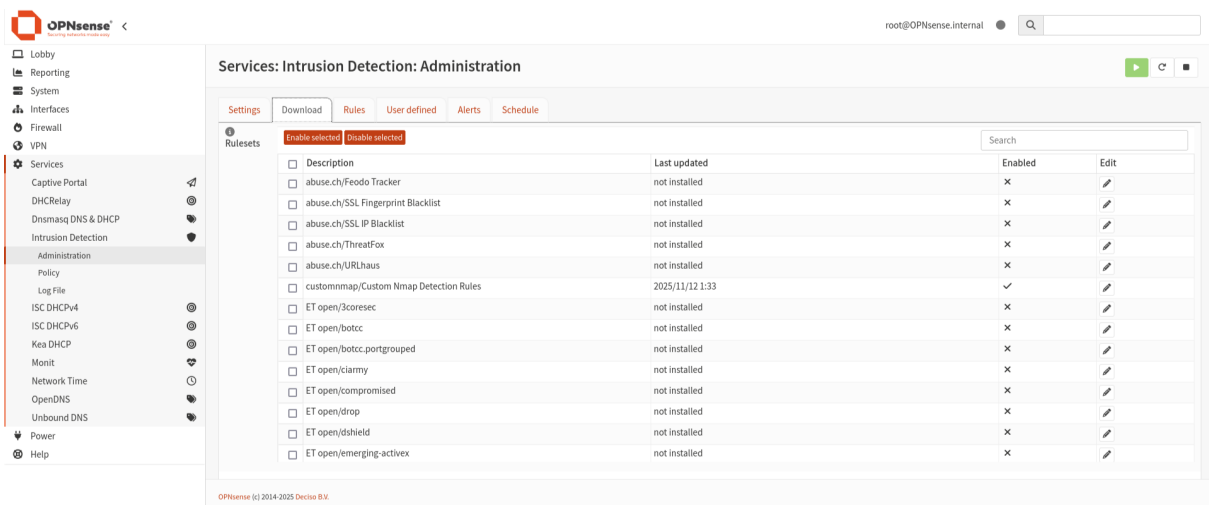 OPNsense
Securing networks made easy
root@OPNsense.internal
Lobby
Reporting
System
Interfaces
Firewall
VPN
Services
Captive Portal
DHCRelay
Dnsmasq DNS & DHCP
Intrusion Detection
Administration
Policy
Log File
ISC DHCPv4
ISC DHCPv6
Kea DHCP
Monit
Network Time
OpenDNS
Unbound DNS
Power
Help
Services: Intrusion Detection: Administration
Settings Download Rules User defined Alerts Schedule
Rulesets
Enable selected Disable selected
Search
Description Last updated Enabled Edit
abuse.ch/Feodo Tracker not installed
abuse.ch/SSL Fingerprint Blacklist not installed
abuse.ch/SSL IP Blacklist not installed
abuse.ch/ThreatFox not installed
abuse.ch/URLhaus not installed
customnmap/Custom Nmap Detection Rules 2025/11/12 1:33
ET open/3coresec not installed
ET open/botcc not installed
ET open/botcc.portgrouped not installed
ET open/ciarmy not installed
ET open/compromised not installed
ET open/drop not installed
ET open/dshield not installed
ET open/emerging-activex not installed
OPNsense (c) 2014-2025 Deciso B.V.